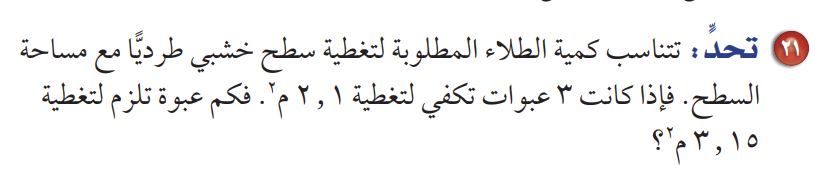 ٢١ تحدٍّ: تتناسب كمية الطلاء المطلوبة لتغطية سطح خشبي طرديًّا مع مساحة
السطح. فإذا كانت ٣ عبوات تكفي لتغطية ٢,١ م٢. فكم عبوة تلزم لتغطية
٣,١٥ م٢؟